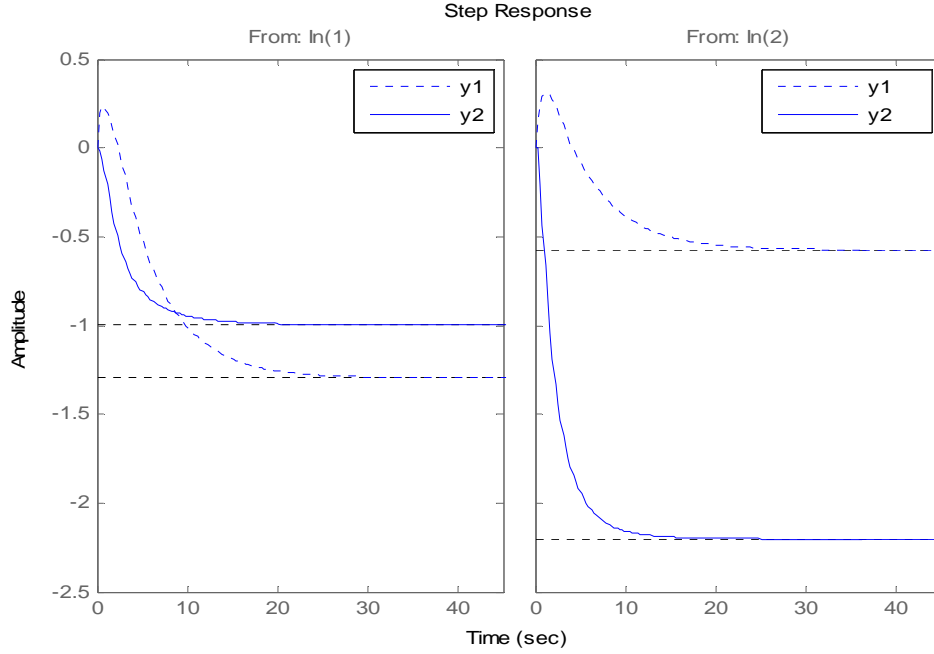 Step Response
From: In(1)
From: In(2)
Amplitude
0.5
0
-0.5
-1
-1.5
-2
-2.5
y1
y2
y1
y2
0 10 20 30 40
0 10 20 30 40
Time (sec)